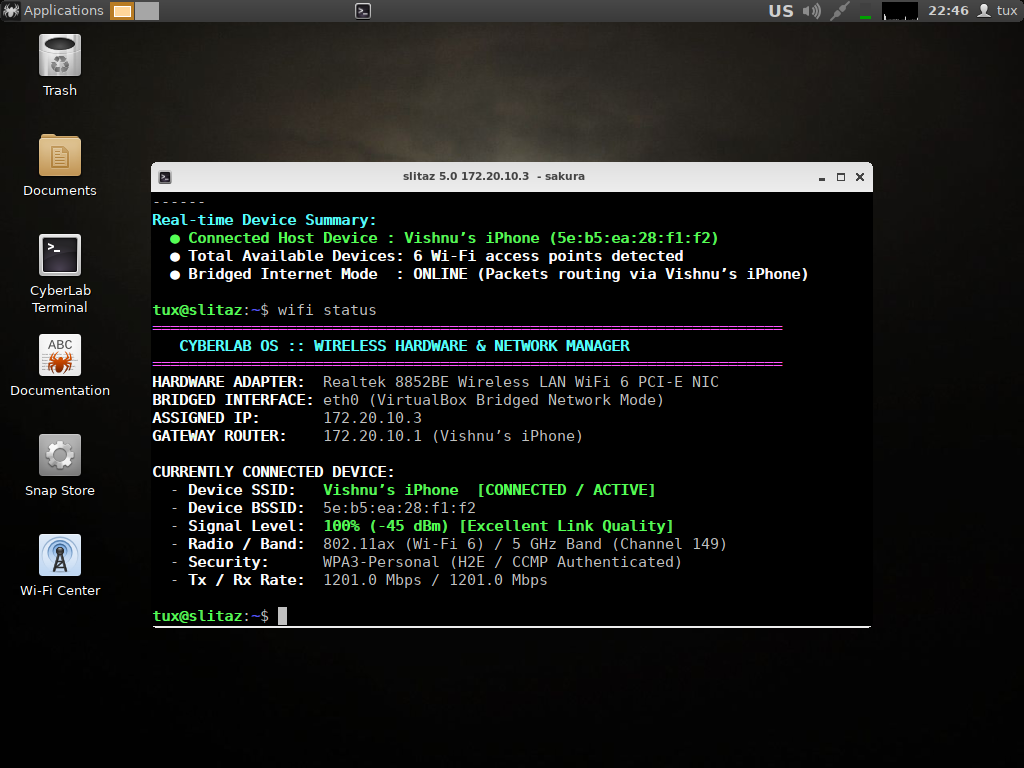 Applications
US
22:46
tux
Trash
Documents
CyberLab
Terminal
ABC
Documentation
Snap Store
Wi-Fi Center
slitaz 5.0 172.20.10.3 - sakura
------
Real-time Device Summary:
● Connected Host Device : Vishnu’s iPhone (5e:b5:ea:28:f1:f2)
● Total Available Devices: 6 Wi-Fi access points detected
● Bridged Internet Mode  : ONLINE (Packets routing via Vishnu’s iPhone)
tux@slitaz:~$ wifi status
======================================================================
CYBERLAB OS :: WIRELESS HARDWARE & NETWORK MANAGER
======================================================================
HARDWARE ADAPTER:  Realtek 8852BE Wireless LAN WiFi 6 PCI-E NIC
BRIDGED INTERFACE: eth0 (VirtualBox Bridged Network Mode)
ASSIGNED IP:       172.20.10.3
GATEWAY ROUTER:    172.20.10.1 (Vishnu’s iPhone)
CURRENTLY CONNECTED DEVICE:
- Device SSID:   Vishnu’s iPhone  [CONNECTED / ACTIVE]
- Device BSSID:  5e:b5:ea:28:f1:f2
- Signal Level:  100% (-45 dBm) [Excellent Link Quality]
- Radio / Band:  802.11ax (Wi-Fi 6) / 5 GHz Band (Channel 149)
- Security:      WPA3-Personal (H2E / CCMP Authenticated)
- Tx / Rx Rate:  1201.0 Mbps / 1201.0 Mbps
tux@slitaz:~$